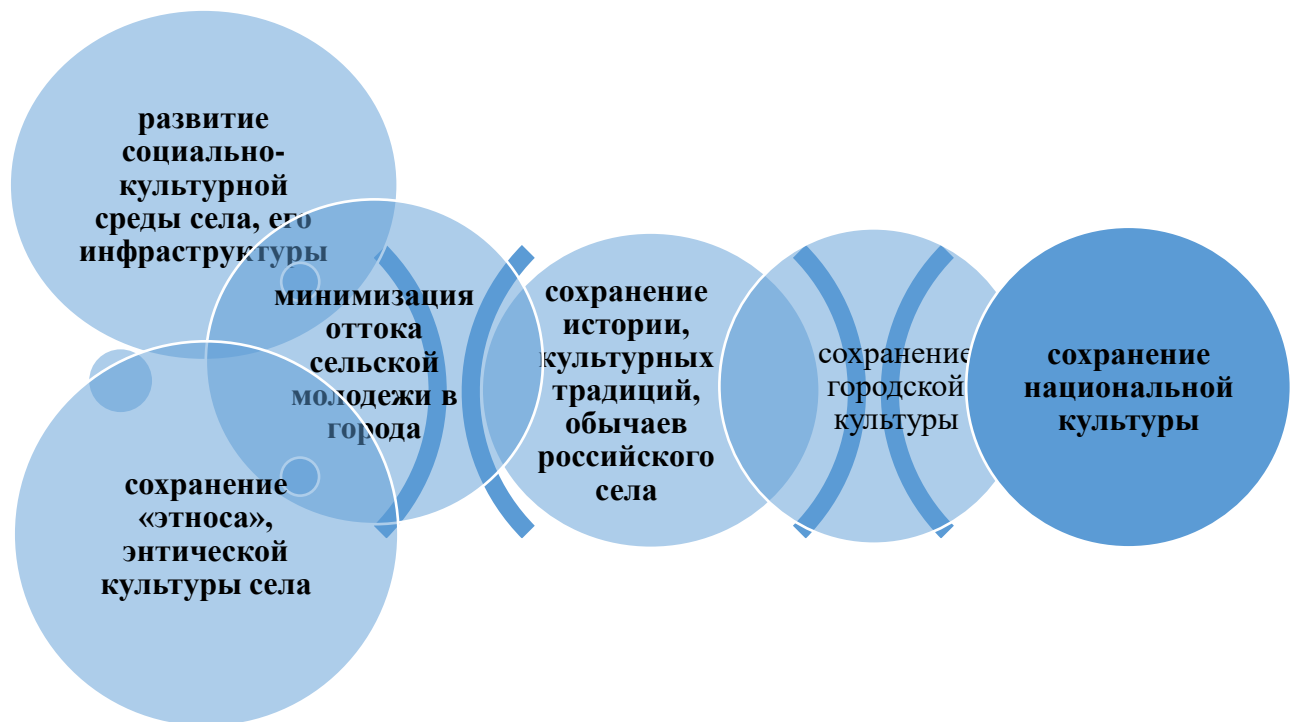 развитие
социально-
культурной
среды села, его
инфраструктуры
сохранение
«этноса»,
энтической
культуры села
минимизация
оттока
сельской
молодежи в
города
сохранение
истории,
культурных
традиций,
обычаев
российского
села
сохранение
городской
культуры
сохранение
национальной
культуры